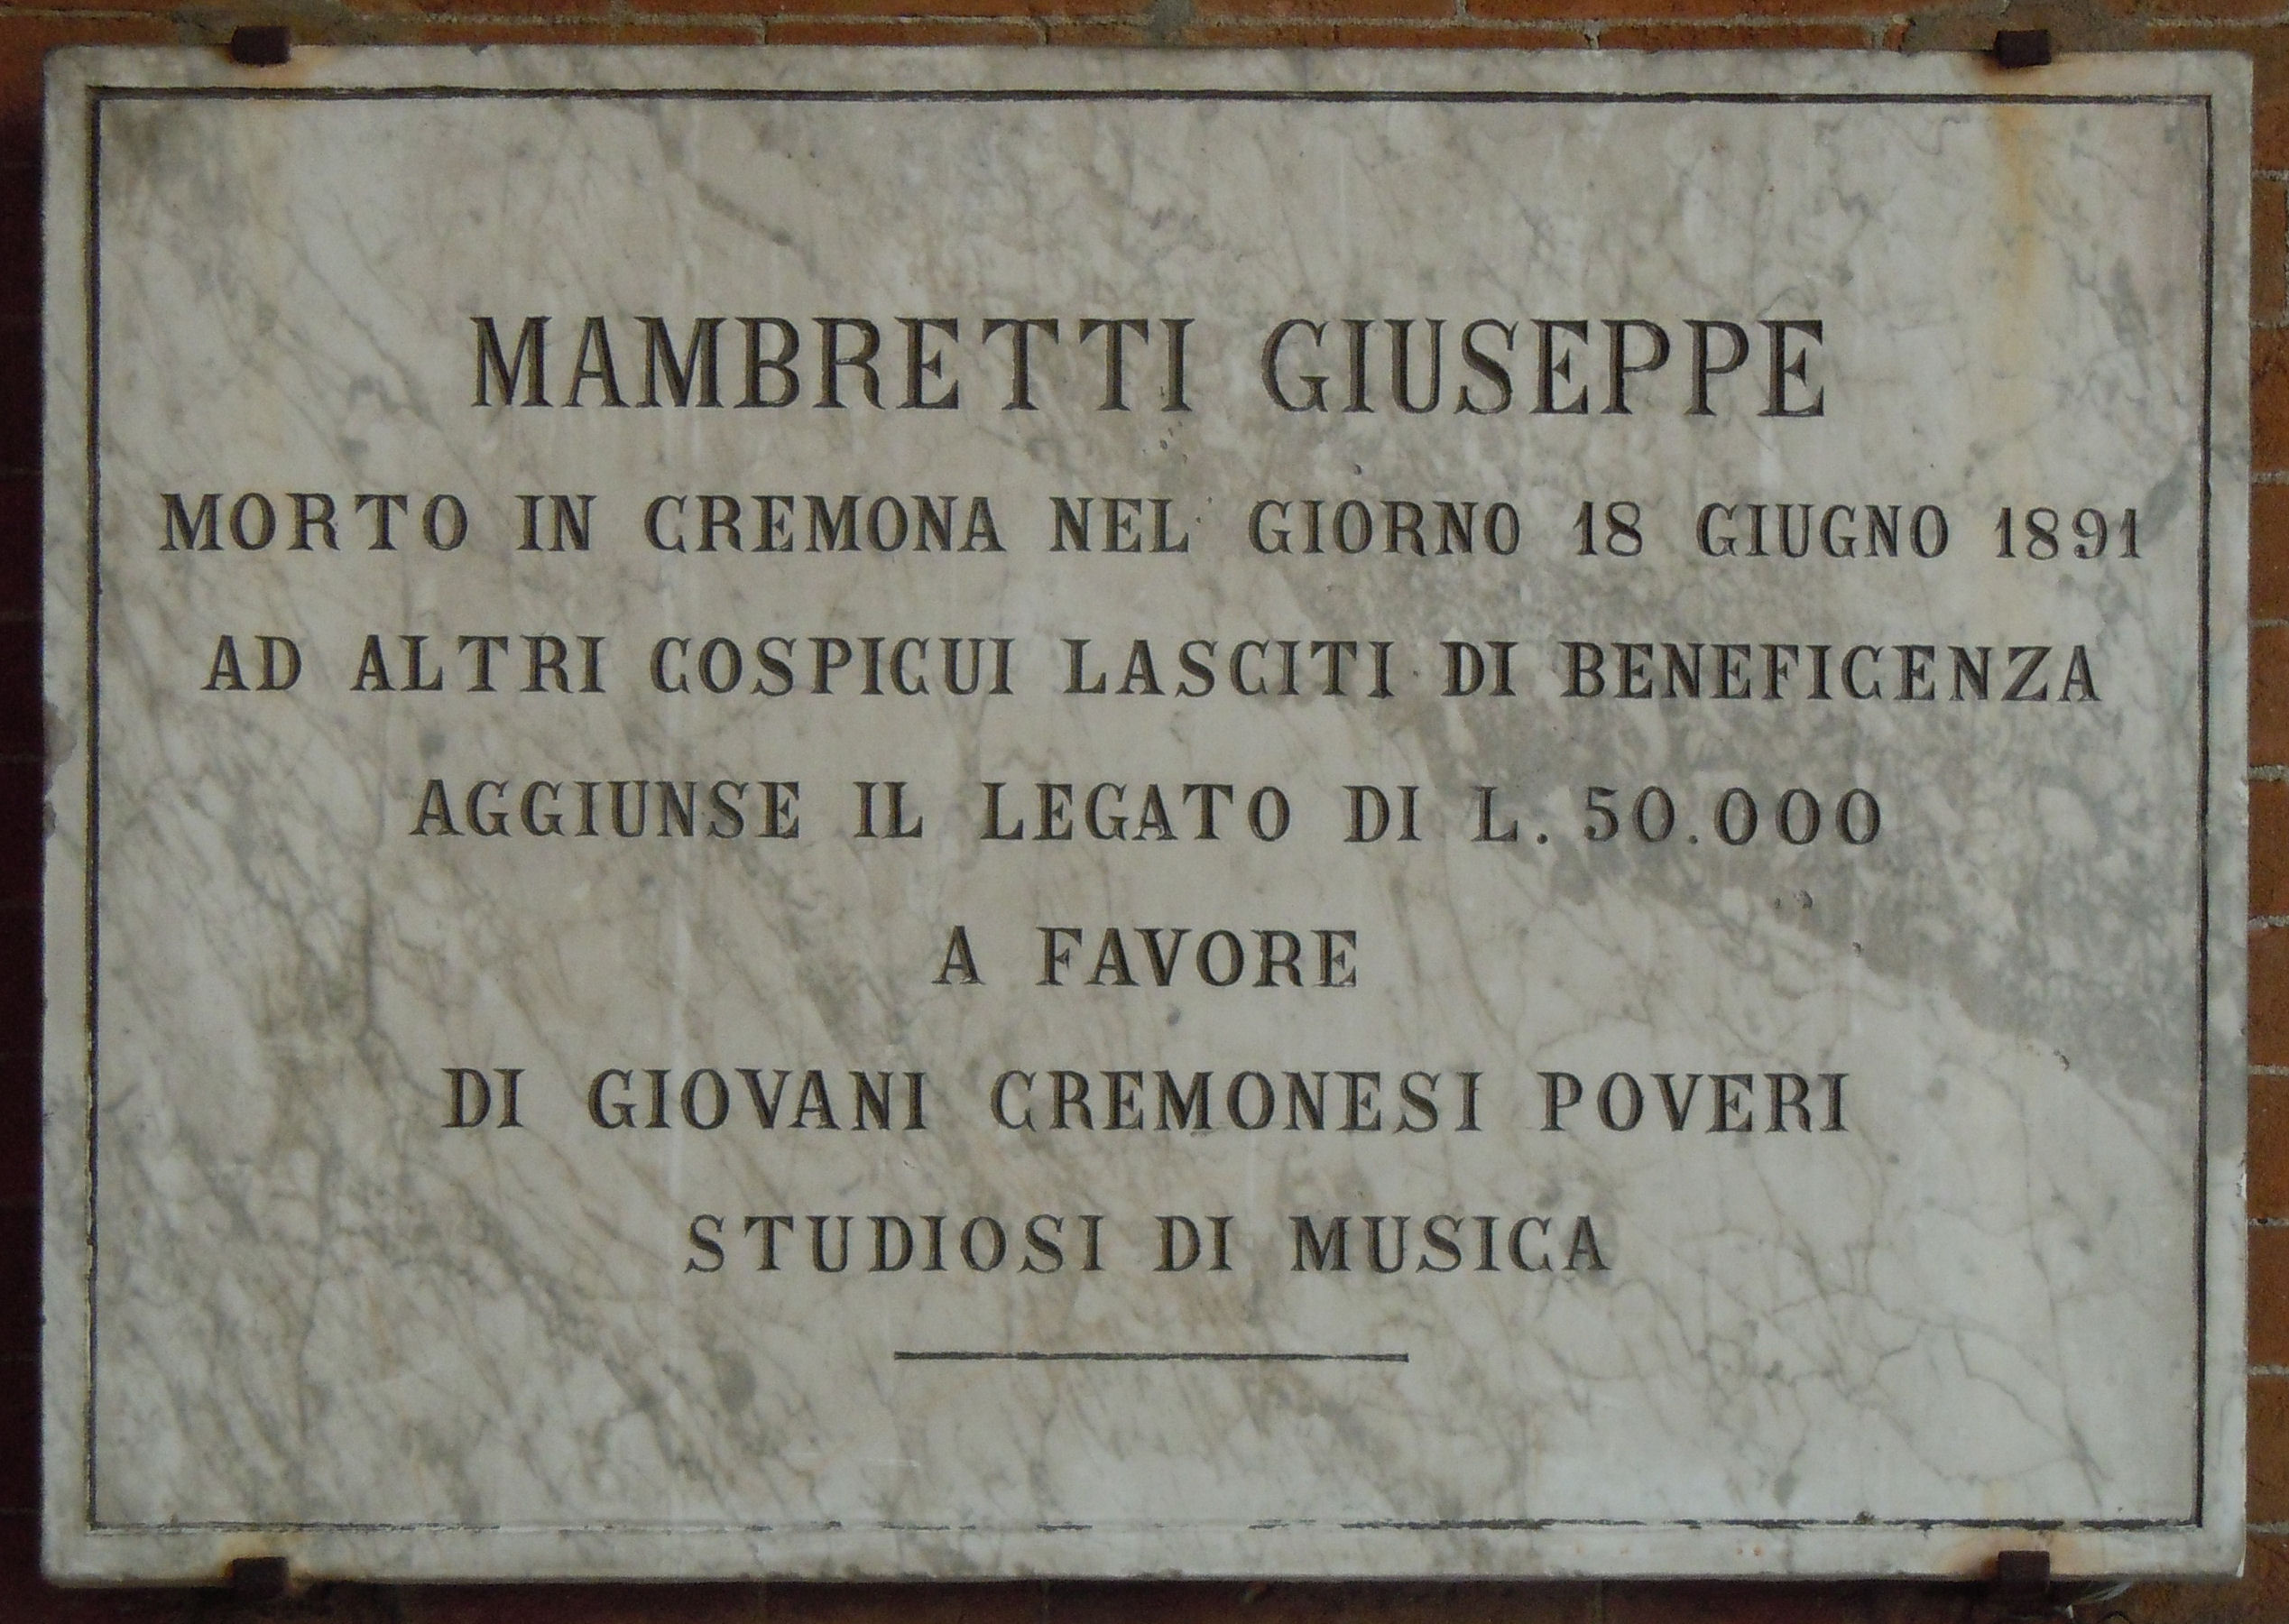 MAMBRETTI GIUSEPPE
MORTO IN CREMONA NEL GIORNO 18 GIUGNO 1891
AD ALTRI COSPICUI LASCITI DI BENEFICENZA
AGGIUNSE IL LEGATO DI L. 50.000
A FAVORE
DI GIOVANI CREMONESI POVERI
STUDIOSI DI MUSICA